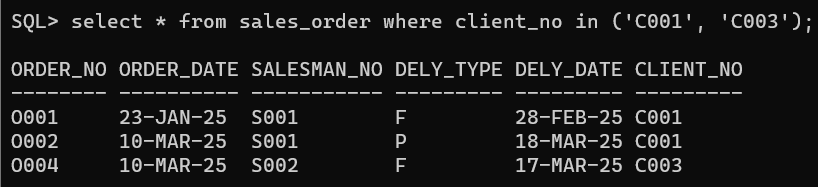 SQL> select * from sales_order where client_no in ('C001', 'C003');
ORDER_NO ORDER_DATE SALESMAN_NO DELY_TYPE DELY_DATE CLIENT_NO
-------- ---------- ----------- --------- --------- ---------
O001     23-JAN-25  S001        F         28-FEB-25 C001
O002     10-MAR-25  S001        P         18-MAR-25 C001
O004     10-MAR-25  S002        F         17-MAR-25 C003